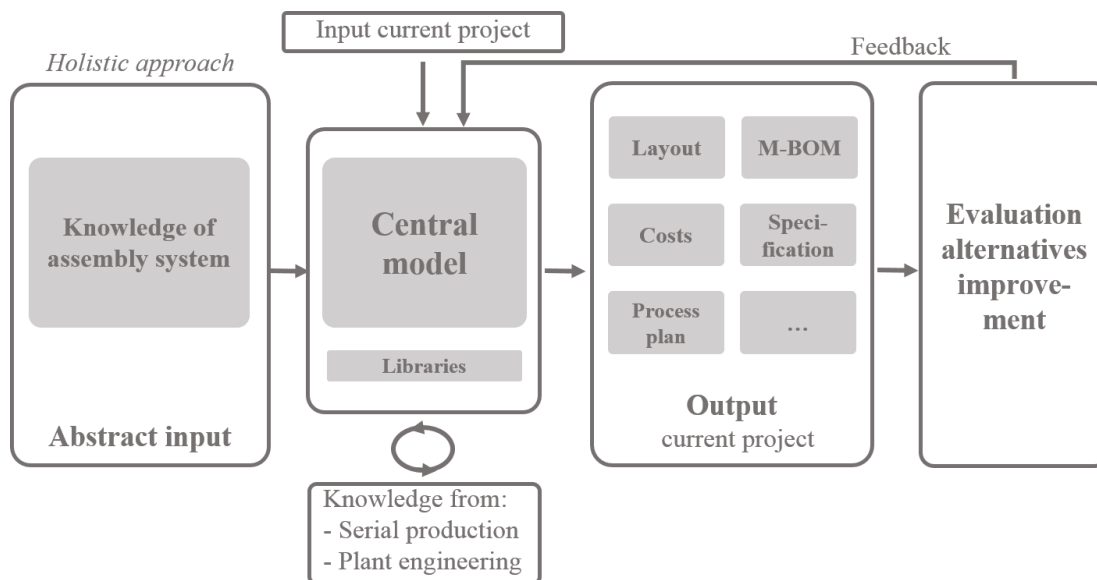 Input current project
Feedback
Holistic approach
Knowledge of
assembly system
Abstract input
Central
model
Libraries
Knowledge from:
- Serial production
- Plant engineering
Layout
M-BOM
Costs
Speci-
fication
Process
plan
...
Output
current project
Evaluation
alternatives
improve-
ment